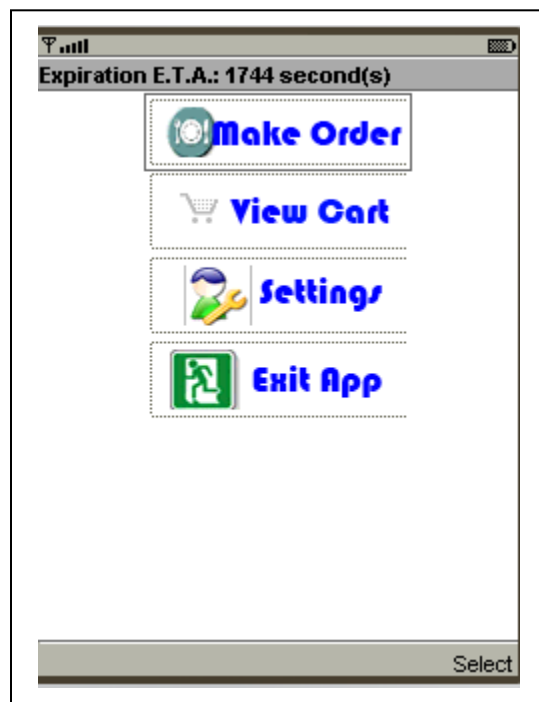 Expiration E.T.A.: 1744 second(s)
Make Order
View Cart
Settings
Exit App
Select